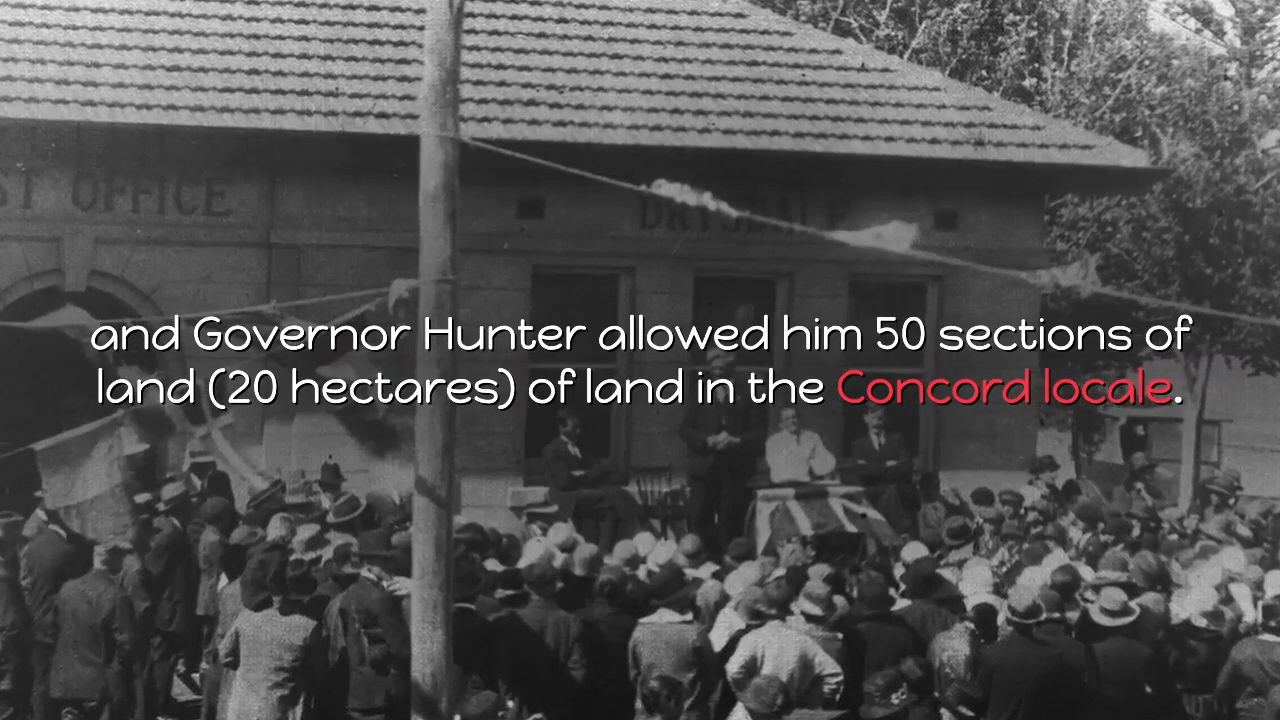 ST OFFICE
DRYSDALE
and Governor Hunter allowed him 50 sections of
land (20 hectares) of land in the Concord locale.